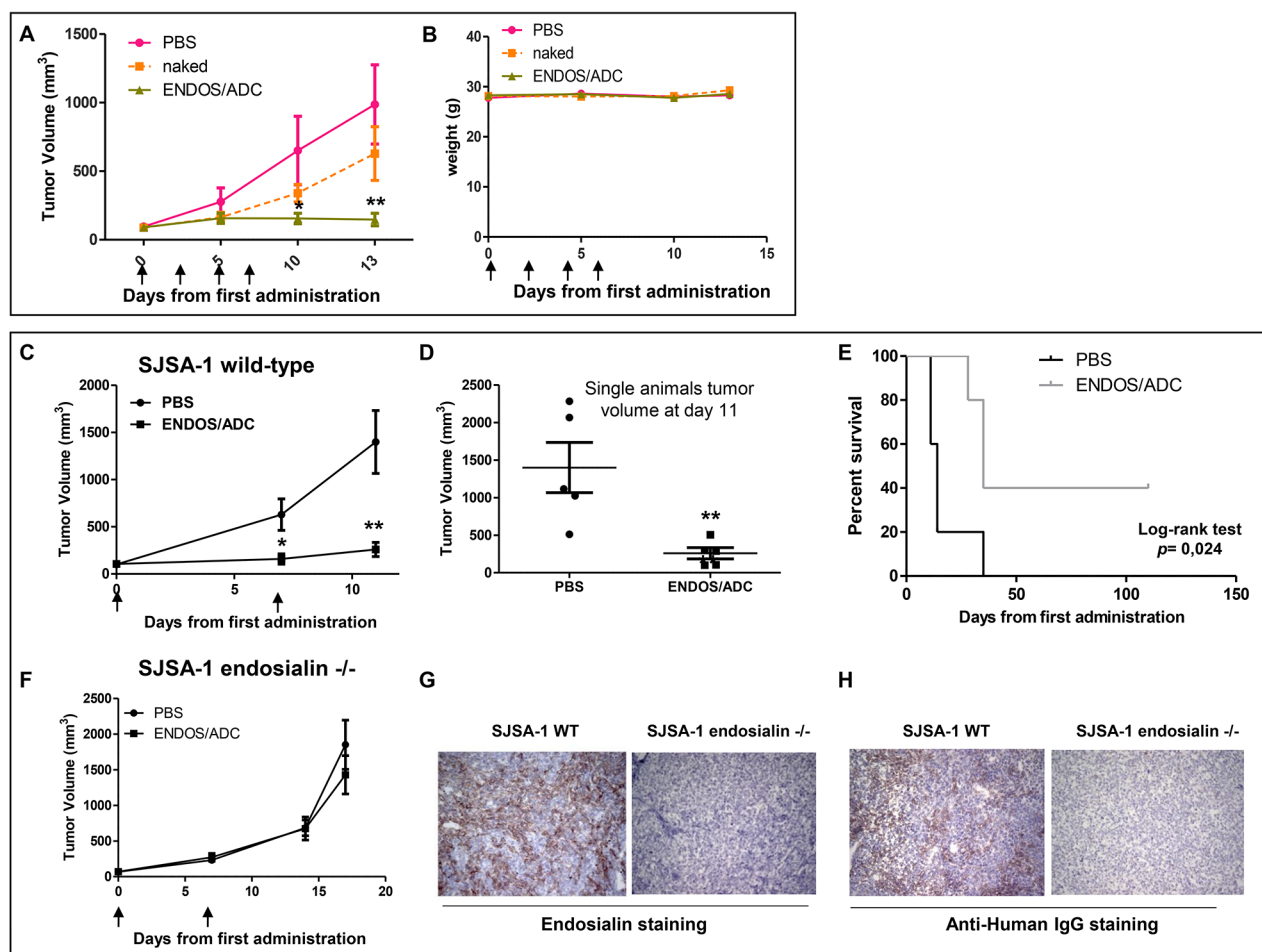 A
1500
1000
500
0
Tumor Volume (mm³)
PBS
naked
ENDOS/ADC
*
**
0 5 10 13
Days from first administration
B
40
30
20
10
0
weight (g)
PBS
naked
ENDOS/ADC
0 5 10 15
Days from first administration
C
SJSA-1 wild-type
2000
1500
1000
500
0
Tumor Volume (mm³)
PBS
ENDOS/ADC
*
**
0 5 10
Days from first administration
D
Single animals tumor
volume at day 11
2500
2000
1500
1000
500
0
Tumor Volume (mm³)
**
PBS ENDOS/ADC
E
100
80
60
40
20
0
Percent survival
PBS
ENDOS/ADC
Log-rank test
p= 0,024
0 50 100 150
Days from first administration
F
SJSA-1 endosialin -/-
2500
2000
1500
1000
500
0
Tumor Volume (mm³)
PBS
ENDOS/ADC
0 5 10 15 20
Days from first administration
G
SJSA-1 WT SJSA-1 endosialin -/-
Endosialin staining
H
SJSA-1 WT SJSA-1 endosialin -/-
Anti-Human IgG staining